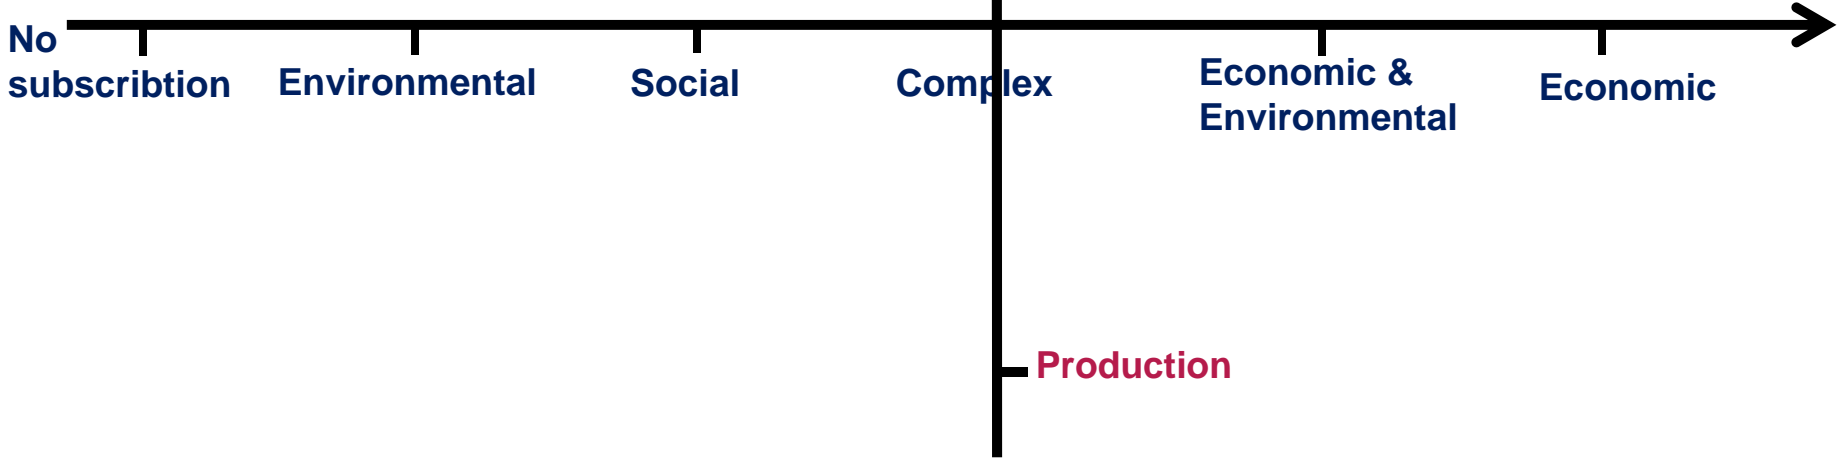 No
subscribtion
Environmental
Social
Complex
Economic &
Environmental
Economic
Production